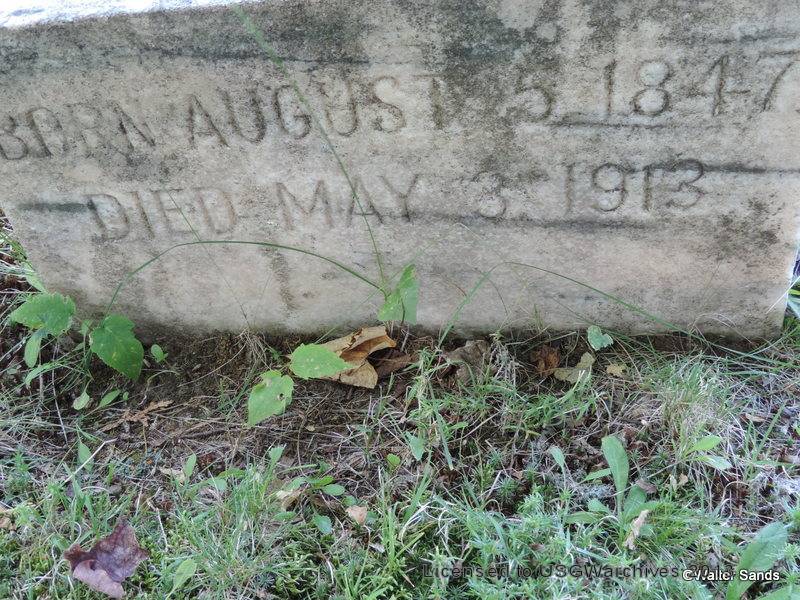 BORN AUGUST 5 1847
DIED MAY 3 1913
Licensed to USGWarchives
©Walter Sands